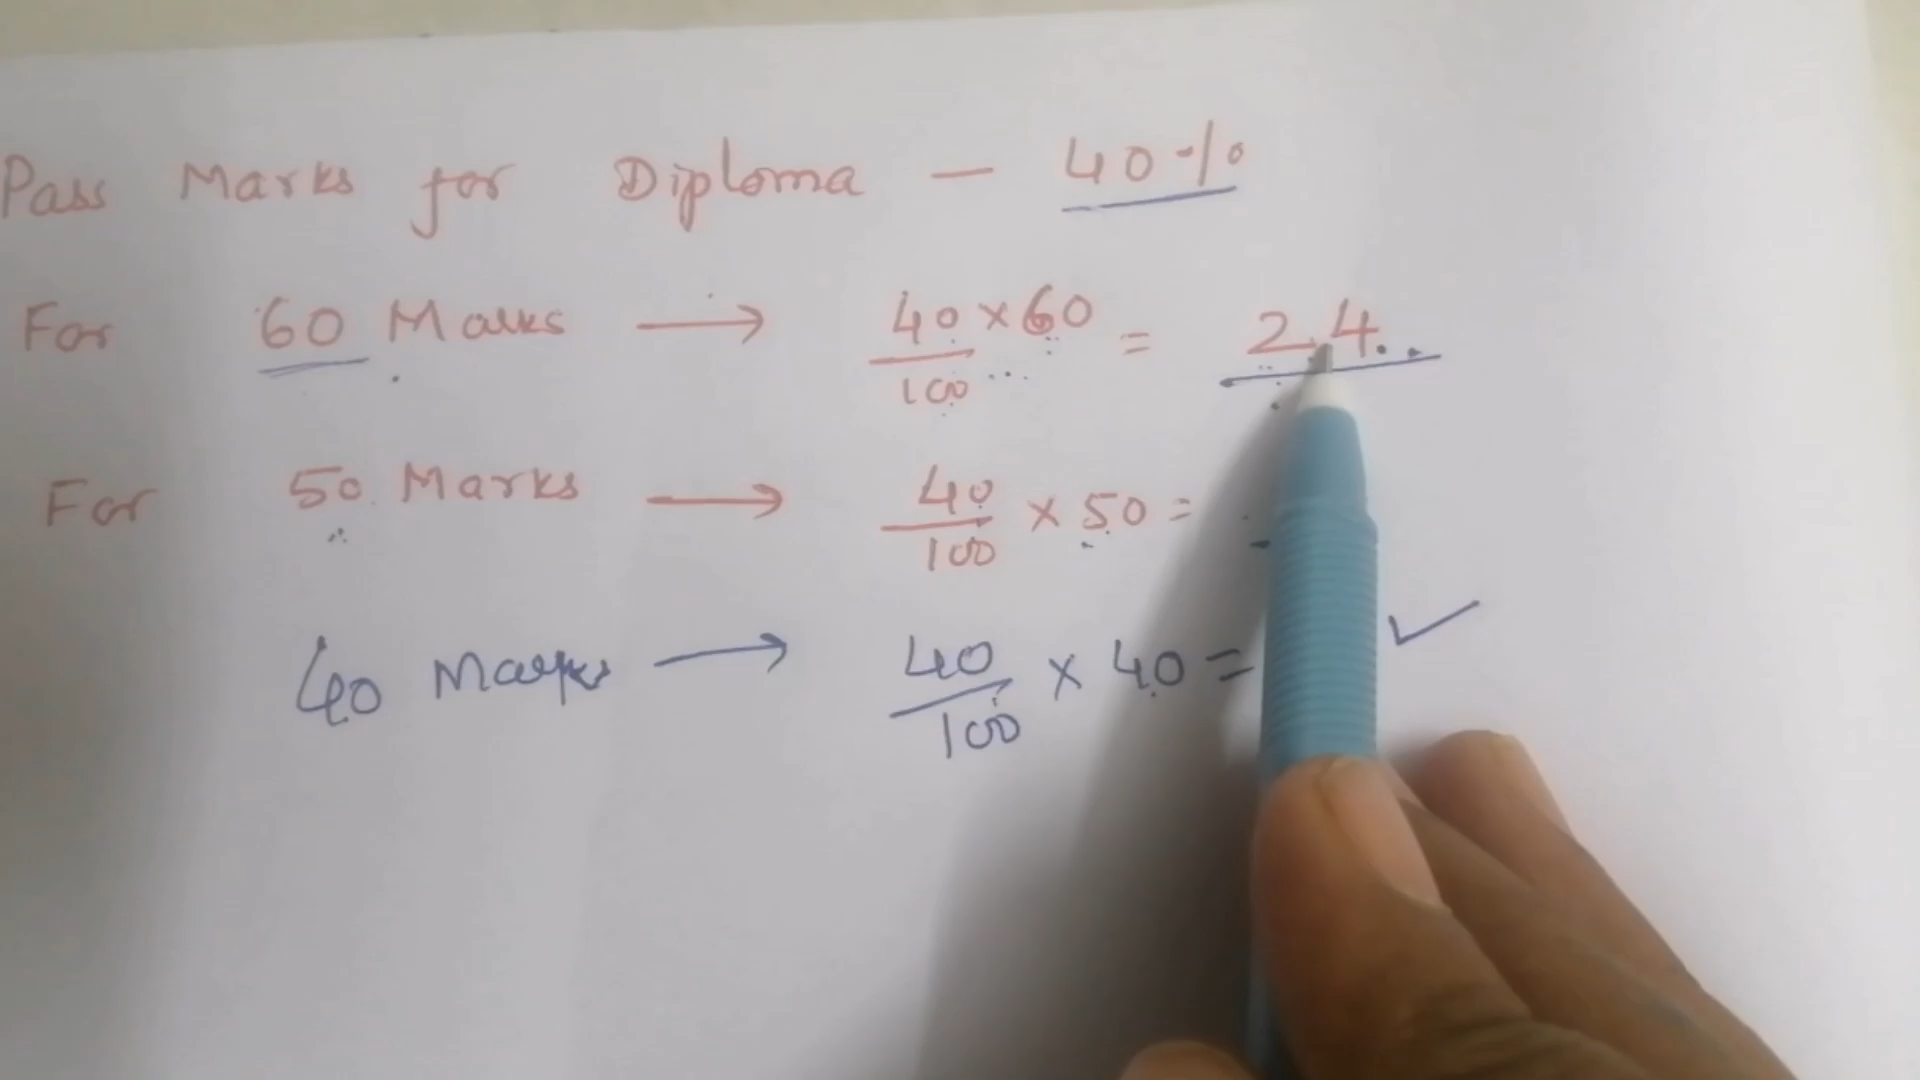 Pass Marks for Diploma - 40%
For 60 Marks → 40/100 × 60 = 24
For 50 Marks → 40/100 × 50 =
40 Marks → 40/100 × 40 = ✓